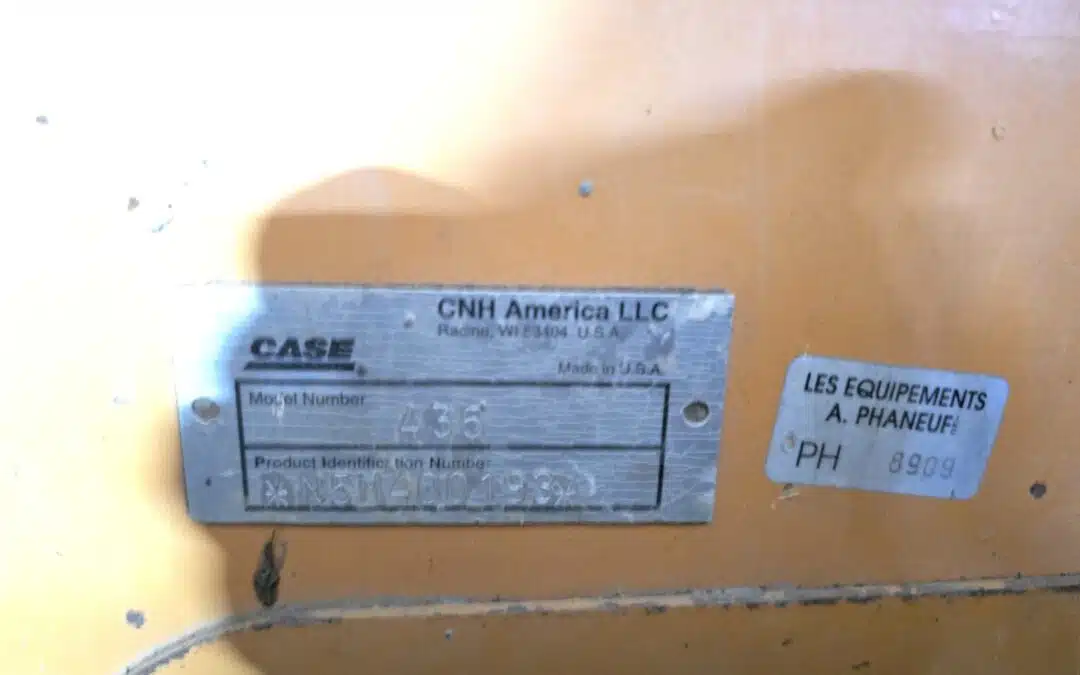 CNH America LLC
Racine, WI 53404 U.S.A.
CASE
Made in U.S.A.
Model Number
435
Product Identification Number
LES EQUIPEMENTS
A. PHANEUF
PH 8909